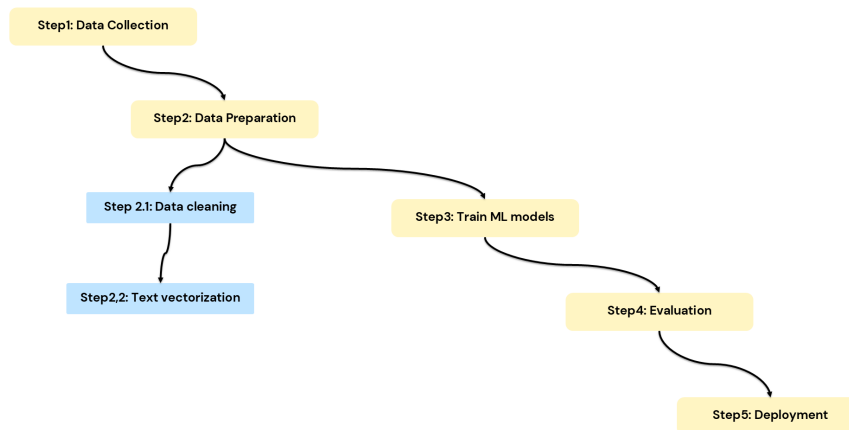 Step1: Data Collection
Step2: Data Preparation
Step 2.1: Data cleaning
Step3: Train ML models
Step2,2: Text vectorization
Step4: Evaluation
Step5: Deployment